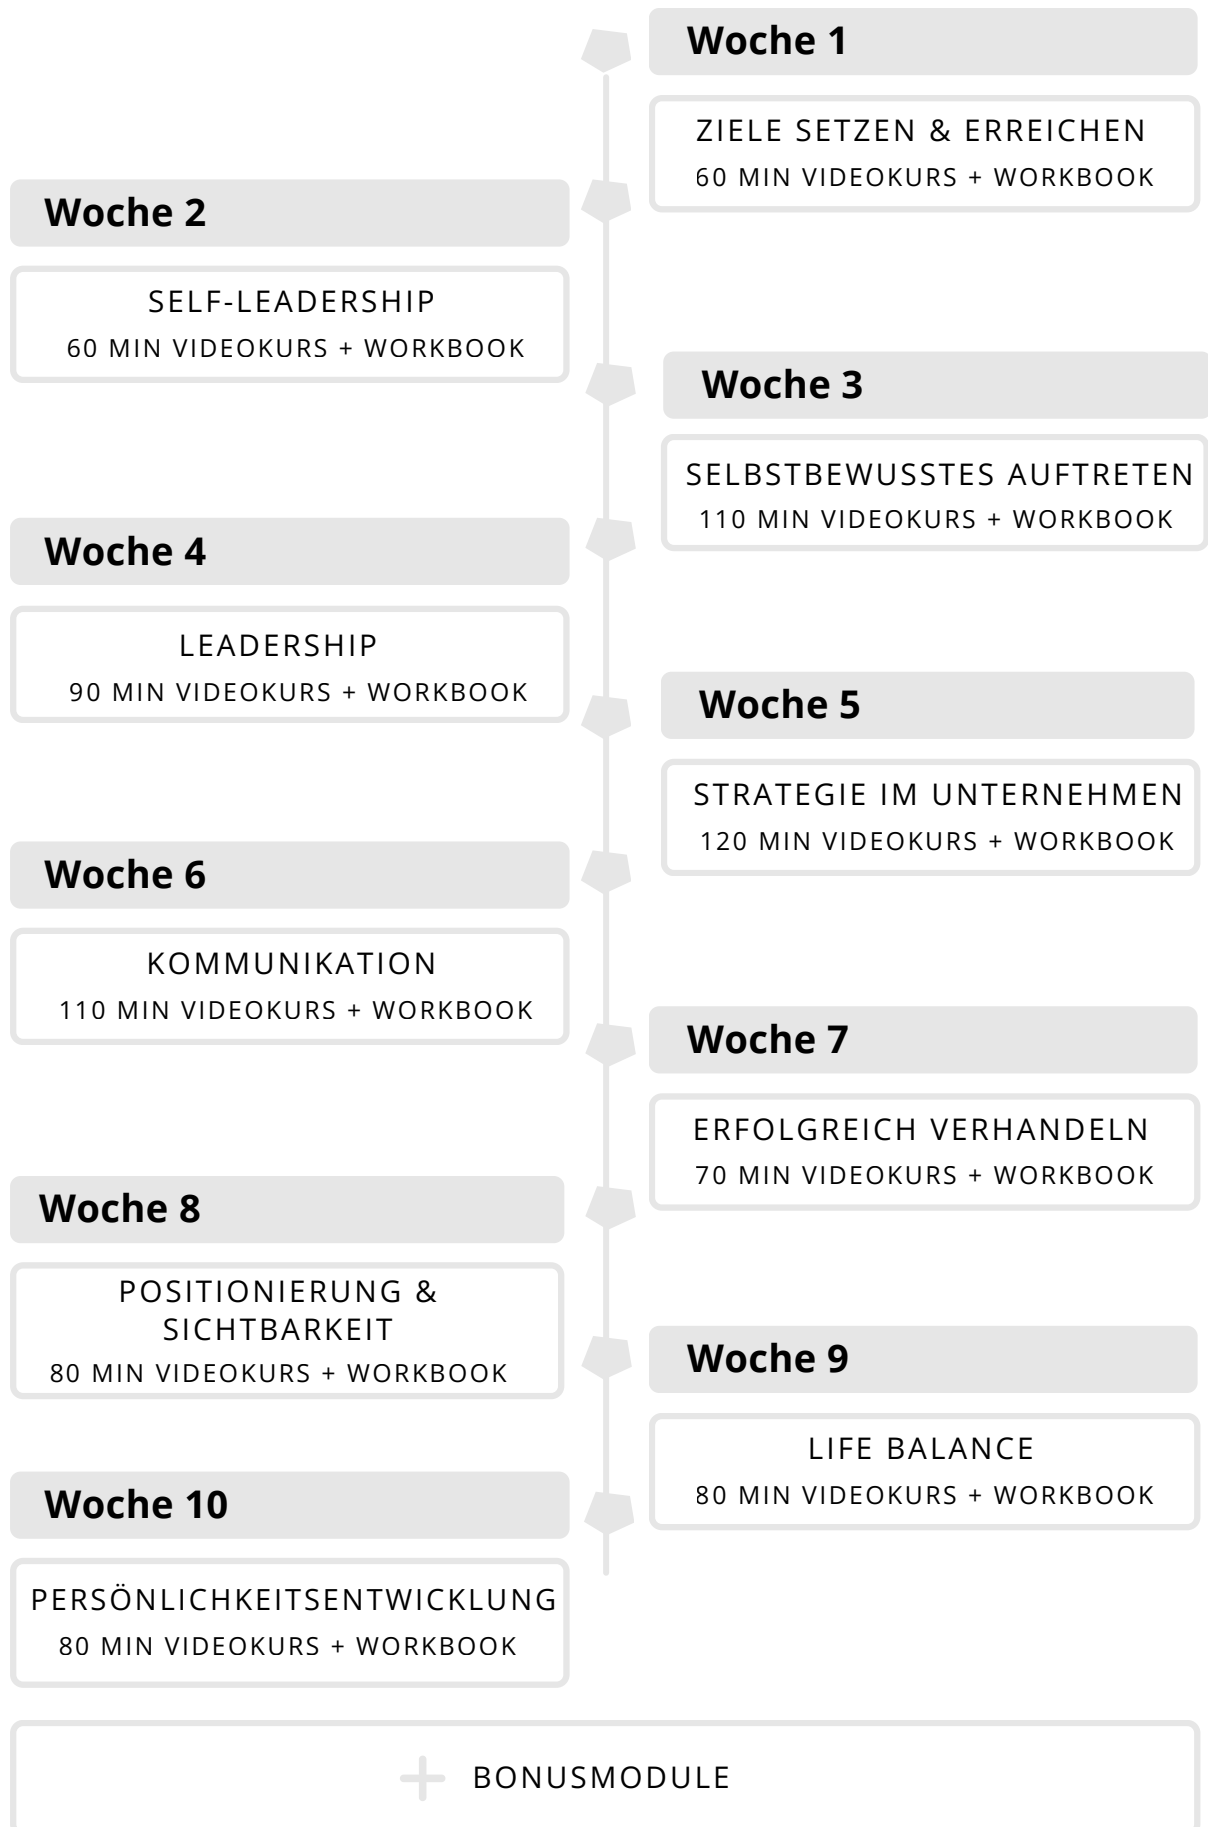 Woche 1
ZIELE SETZEN & ERREICHEN
60 MIN VIDEOKURS + WORKBOOK
Woche 2
SELF-LEADERSHIP
60 MIN VIDEOKURS + WORKBOOK
Woche 3
SELBSTBEWUSSTES AUFTRETEN
110 MIN VIDEOKURS + WORKBOOK
Woche 4
LEADERSHIP
90 MIN VIDEOKURS + WORKBOOK
Woche 5
STRATEGIE IM UNTERNEHMEN
120 MIN VIDEOKURS + WORKBOOK
Woche 6
KOMMUNIKATION
110 MIN VIDEOKURS + WORKBOOK
Woche 7
ERFOLGREICH VERHANDELN
70 MIN VIDEOKURS + WORKBOOK
Woche 8
POSITIONIERUNG &
SICHTBARKEIT
80 MIN VIDEOKURS + WORKBOOK
Woche 9
LIFE BALANCE
80 MIN VIDEOKURS + WORKBOOK
Woche 10
PERSÖNLICHKEITSENTWICKLUNG
80 MIN VIDEOKURS + WORKBOOK
+ BONUSMODULE